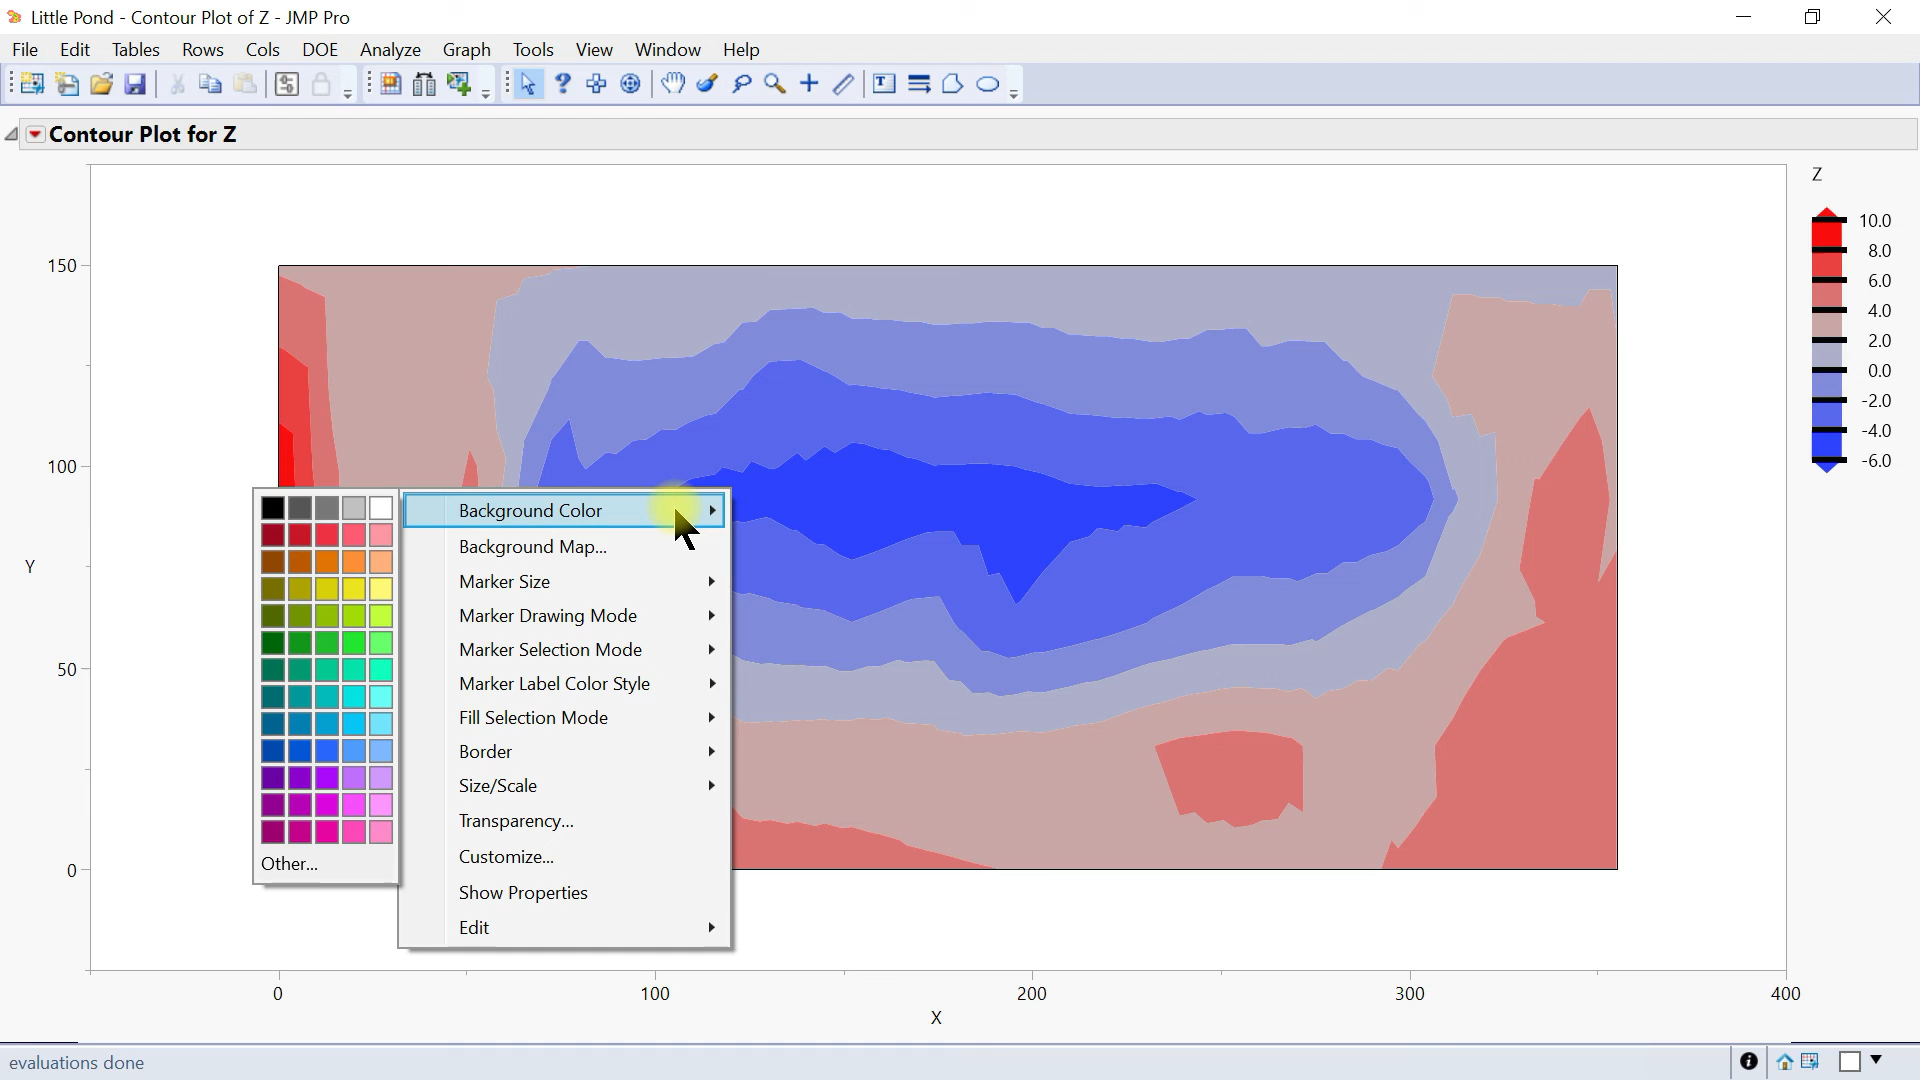 Little Pond - Contour Plot of Z - JMP Pro
File Edit Tables Rows Cols DOE Analyze Graph Tools View Window Help
Contour Plot for Z
Z
10.0
8.0
6.0
4.0
2.0
0.0
-2.0
-4.0
-6.0
150
100
50
0
Y
Background Color
Background Map...
Marker Size
Marker Drawing Mode
Marker Selection Mode
Marker Label Color Style
Fill Selection Mode
Border
Size/Scale
Transparency...
Customize...
Show Properties
Edit
Other...
0 100 200 300 400
X
evaluations done